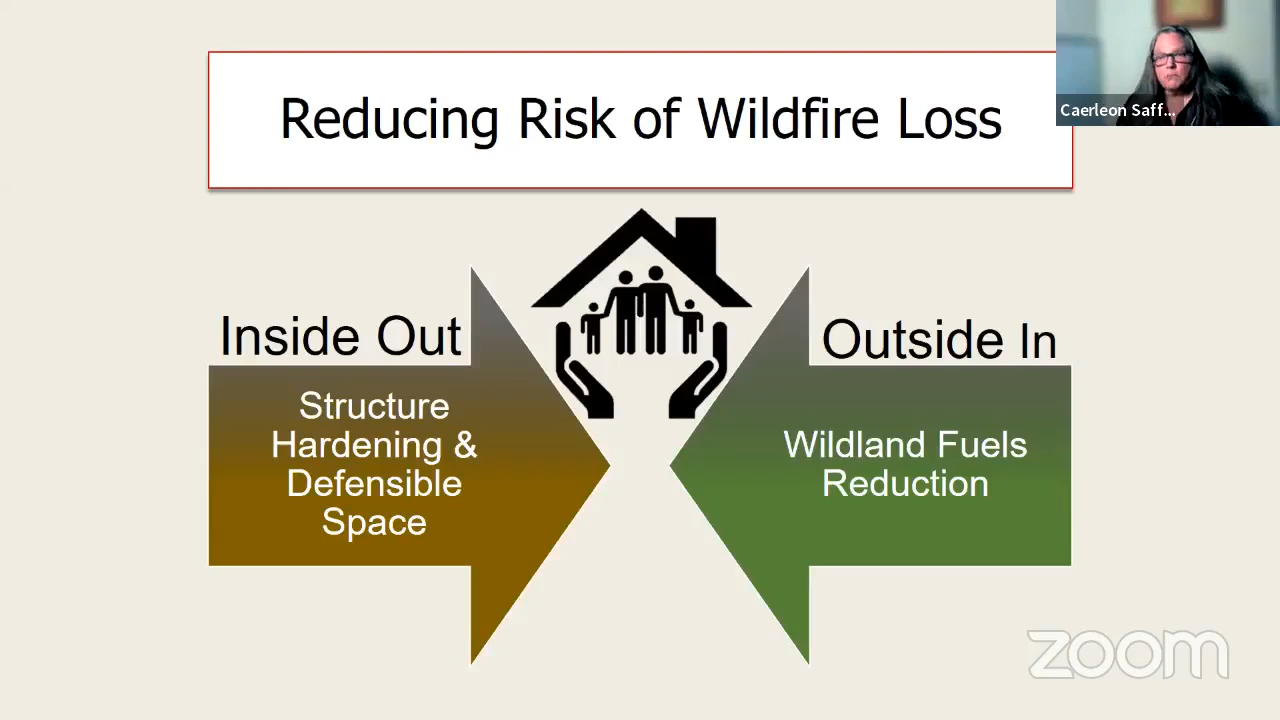 Reducing Risk of Wildfire Loss
Caerleon Saff...
Inside Out
Structure
Hardening &
Defensible
Space
Outside In
Wildland Fuels
Reduction
zoom